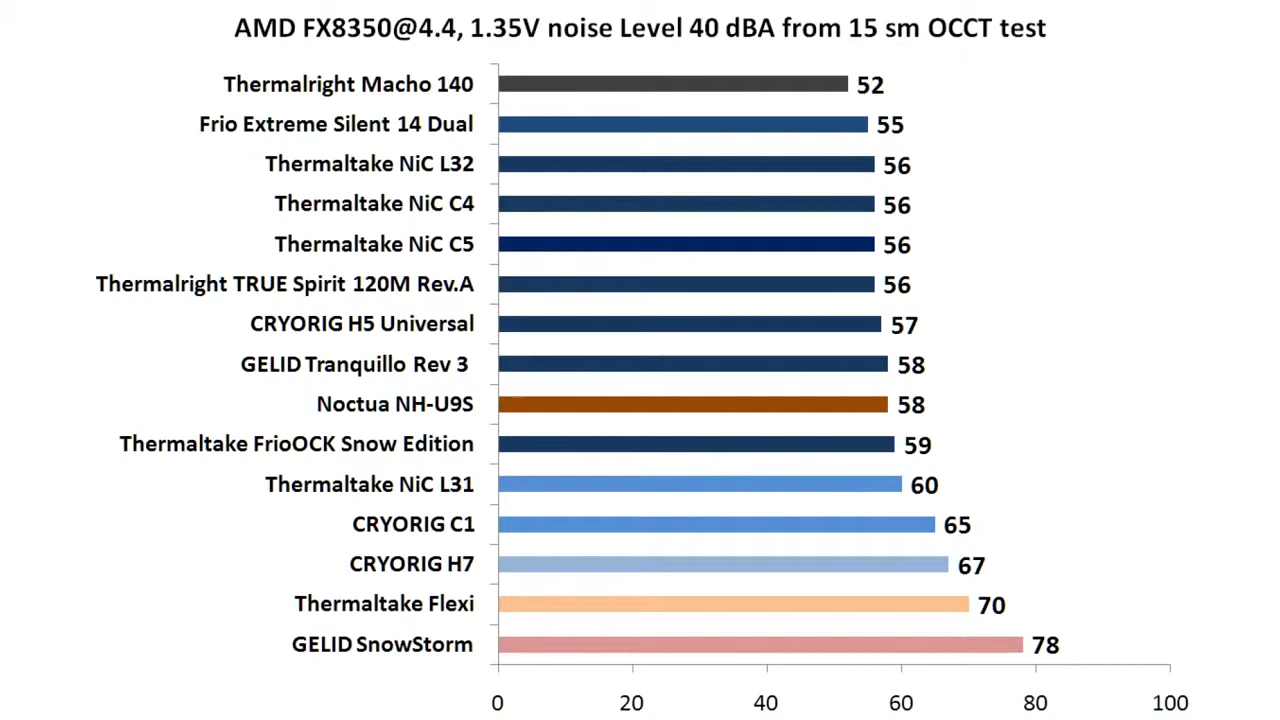 AMD FX8350@4.4, 1.35V noise Level 40 dBA from 15 sm OCCT test
Thermalright Macho 140 52
Frio Extreme Silent 14 Dual 55
Thermaltake NiC L32 56
Thermaltake NiC C4 56
Thermaltake NiC C5 56
Thermalright TRUE Spirit 120M Rev.A 56
CRYORIG H5 Universal 57
GELID Tranquillo Rev 3 58
Noctua NH-U9S 58
Thermaltake FrioOCK Snow Edition 59
Thermaltake NiC L31 60
CRYORIG C1 65
CRYORIG H7 67
Thermaltake Flexi 70
GELID SnowStorm 78
0 20 40 60 80 100